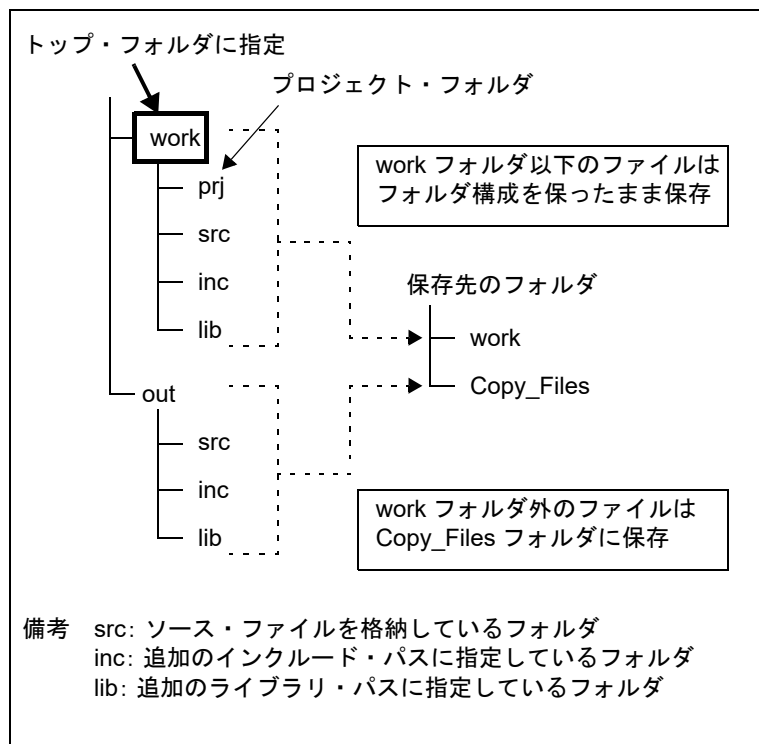 トップ・フォルダに指定
プロジェクト・フォルダ
work
prj
src
inc
lib
work フォルダ以下のファイルは
フォルダ構成を保ったまま保存
保存先のフォルダ
work
Copy_Files
out
src
inc
lib
work フォルダ外のファイルは
Copy_Files フォルダに保存
備考 src: ソース・ファイルを格納しているフォルダ
inc: 追加のインクルード・パスに指定しているフォルダ
lib: 追加のライブラリ・パスに指定しているフォルダ